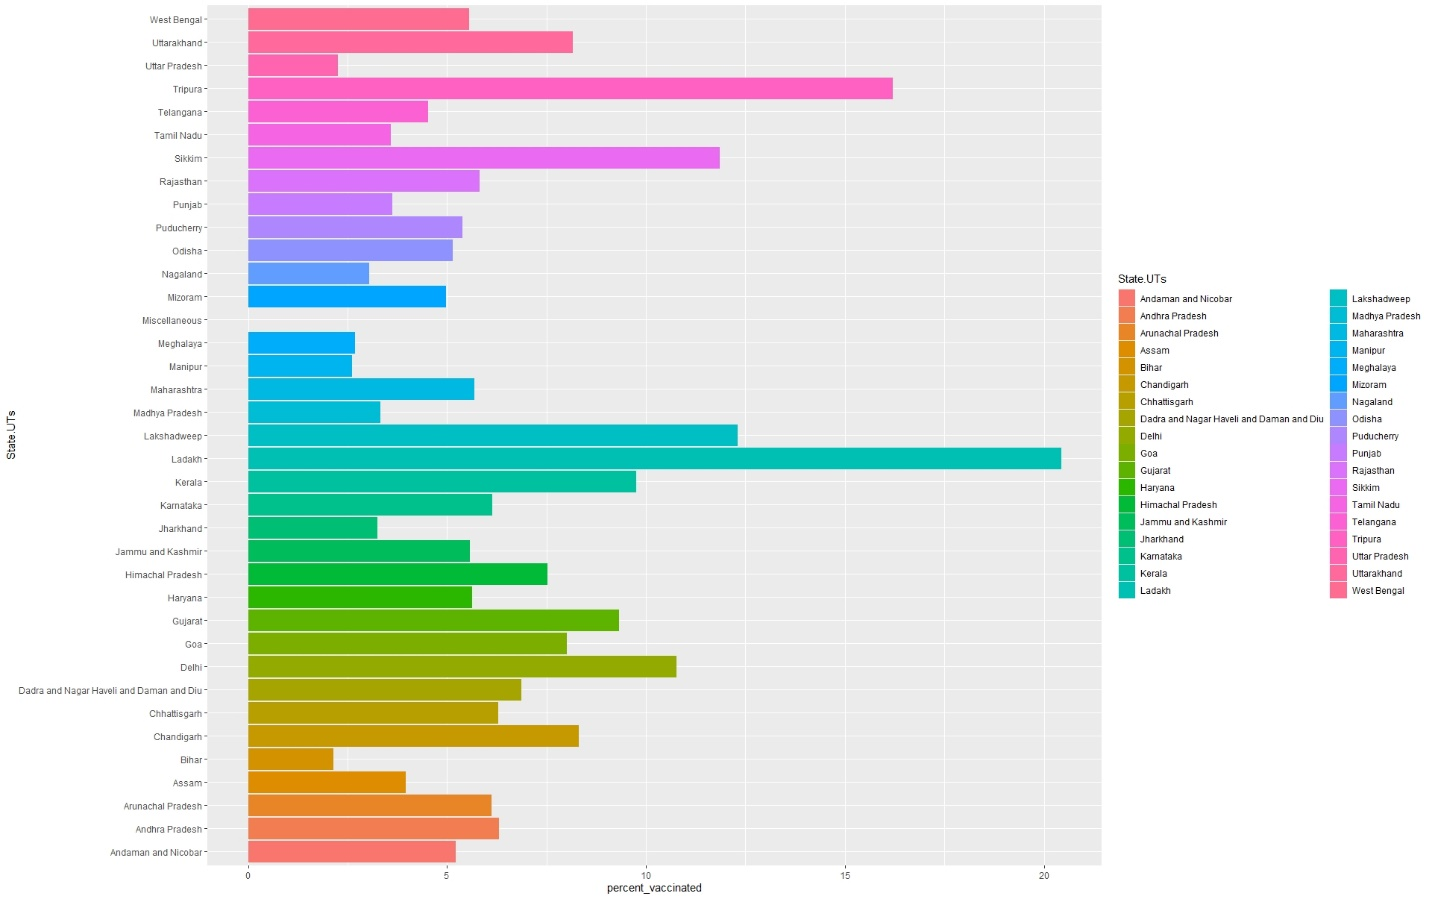 West Bengal
Uttarakhand
Uttar Pradesh
Tripura
Telangana
Tamil Nadu
Sikkim
Rajasthan
Punjab
Puducherry
Odisha
Nagaland
Mizoram
Miscellaneous
Meghalaya
Manipur
Maharashtra
Madhya Pradesh
Lakshadweep
Ladakh
Kerala
Karnataka
Jharkhand
Jammu and Kashmir
Himachal Pradesh
Haryana
Gujarat
Goa
Delhi
Dadra and Nagar Haveli and Daman and Diu
Chhattisgarh
Chandigarh
Bihar
Assam
Arunachal Pradesh
Andhra Pradesh
Andaman and Nicobar
State.UTs
0 5 10 15 20
percent_vaccinated
State.UTs
Andaman and Nicobar
Andhra Pradesh
Arunachal Pradesh
Assam
Bihar
Chandigarh
Chhattisgarh
Dadra and Nagar Haveli and Daman and Diu
Delhi
Goa
Gujarat
Haryana
Himachal Pradesh
Jammu and Kashmir
Jharkhand
Karnataka
Kerala
Ladakh
Lakshadweep
Madhya Pradesh
Maharashtra
Manipur
Meghalaya
Mizoram
Nagaland
Odisha
Puducherry
Punjab
Rajasthan
Sikkim
Tamil Nadu
Telangana
Tripura
Uttar Pradesh
Uttarakhand
West Bengal